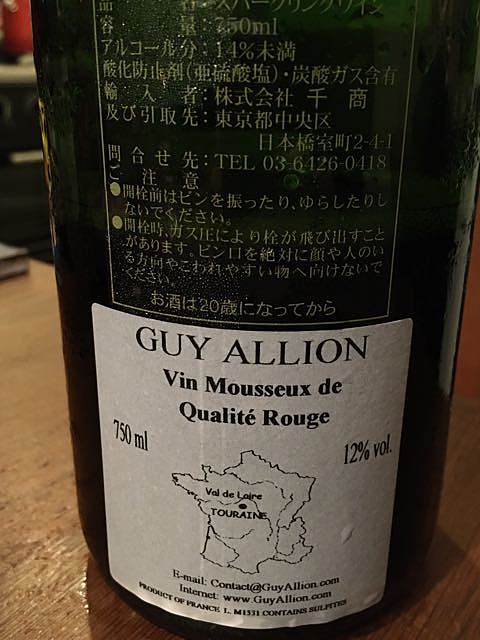 品 名：スパークリングワイン
容 量：750ml
アルコール分：14%未満
酸化防止剤（亜硫酸塩）・炭酸ガス含有
輸 入 者：株式会社 千 商
及び引取先：東京都中央区
日本橋室町2-4-1
問 合 せ 先：TEL 03-6426-0418
ご 注 意
●開栓前はビンを振ったり、ゆらしたりし
ないでください。
●開栓時、ガス圧により栓が飛び出すこと
があります。ビン口を絶対に顔や人のい
る方向やこわれやすい物へ向けないで
ください。
お酒は20歳になってから
GUY ALLION
Vin Mousseux de
Qualité Rouge
750 ml
12% vol.
Val de Loire
TOURAINE
E-mail: Contact@GuyAllion.com
Internet: www.GuyAllion.com
PRODUCT OF FRANCE L. M1531 CONTAINS SULFITES